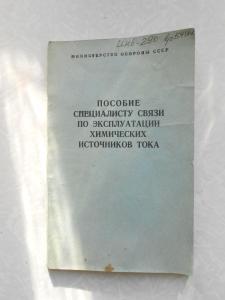 МИНИСТЕРСТВО ОБОРОНЫ СССР
ПОСОБИЕ
СПЕЦИАЛИСТУ СВЯЗИ
ПО ЭКСПЛУАТАЦИИ
ХИМИЧЕСКИХ
ИСТОЧНИКОВ ТОКА